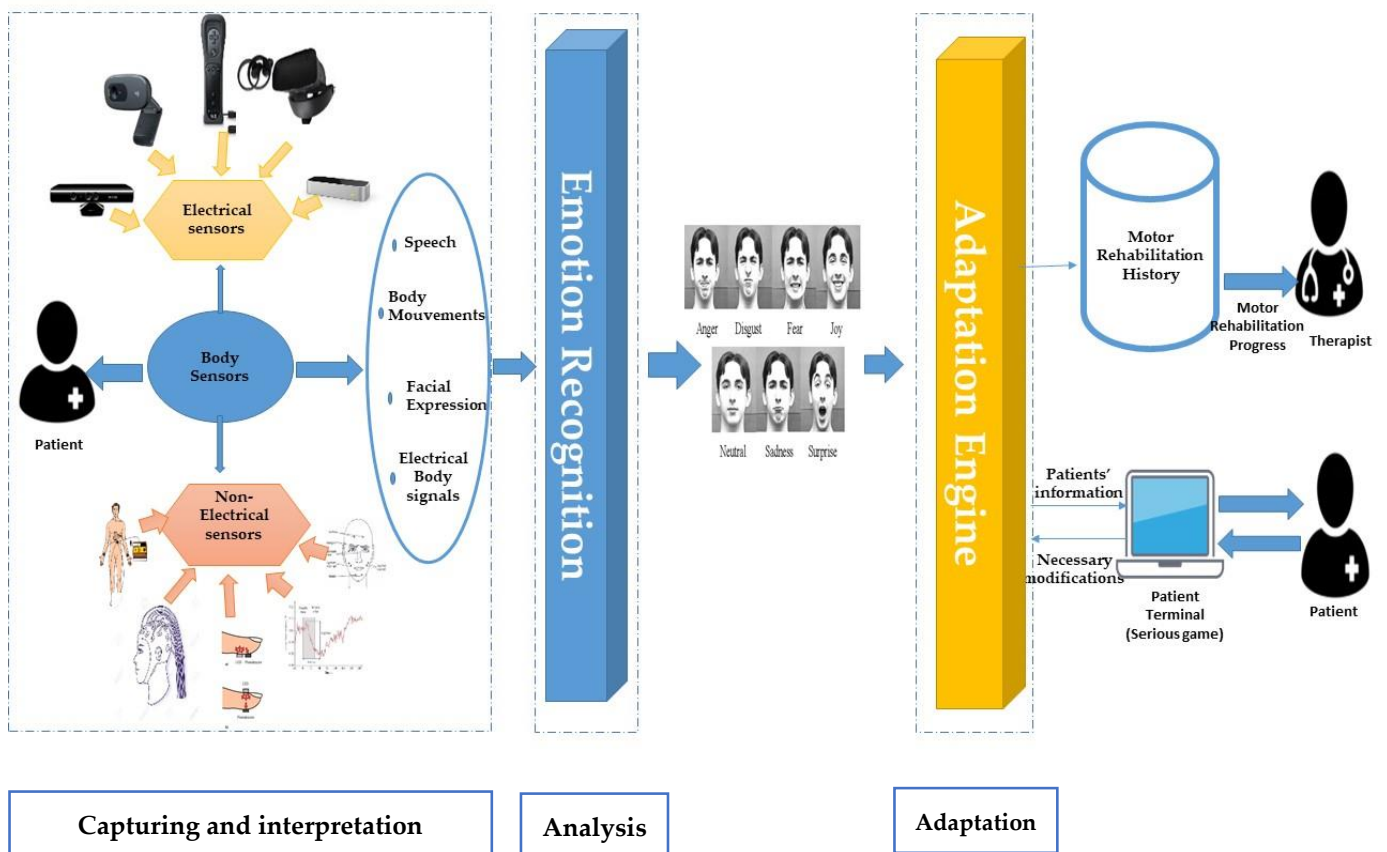 Electrical
sensors
Body
Sensors
Patient
Non-
Electrical
sensors
Speech
Body
Mouvements
Facial
Expression
Electrical
Body
signals
Emotion Recognition
Anger Disgust Fear Joy
Neutral Sadness Surprise
Adaptation Engine
Motor
Rehabilitation
History
Motor
Rehabilitation
Progress
Therapist
Patients’
information
Necessary
modifications
Patient
Terminal
(Serious game)
Patient
Capturing and interpretation
Analysis
Adaptation